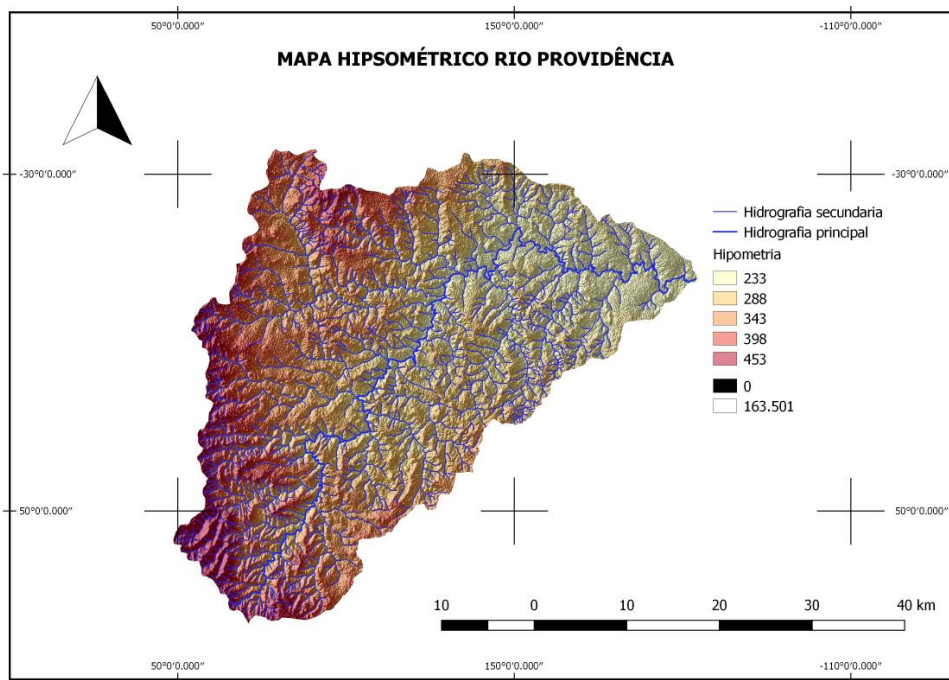 50°0'0.000" 150°0'0.000" -110°0'0.000"
MAPA HIPSOMÉTRICO RIO PROVIDÊNCIA
-30°0'0.000" -30°0'0.000"
Hidrografia secundaria
Hidrografia principal
Hipometria
233
288
343
398
453
0
163.501
50°0'0.000" 50°0'0.000"
10 0 10 20 30 40 km
50°0'0.000" 150°0'0.000" -110°0'0.000"